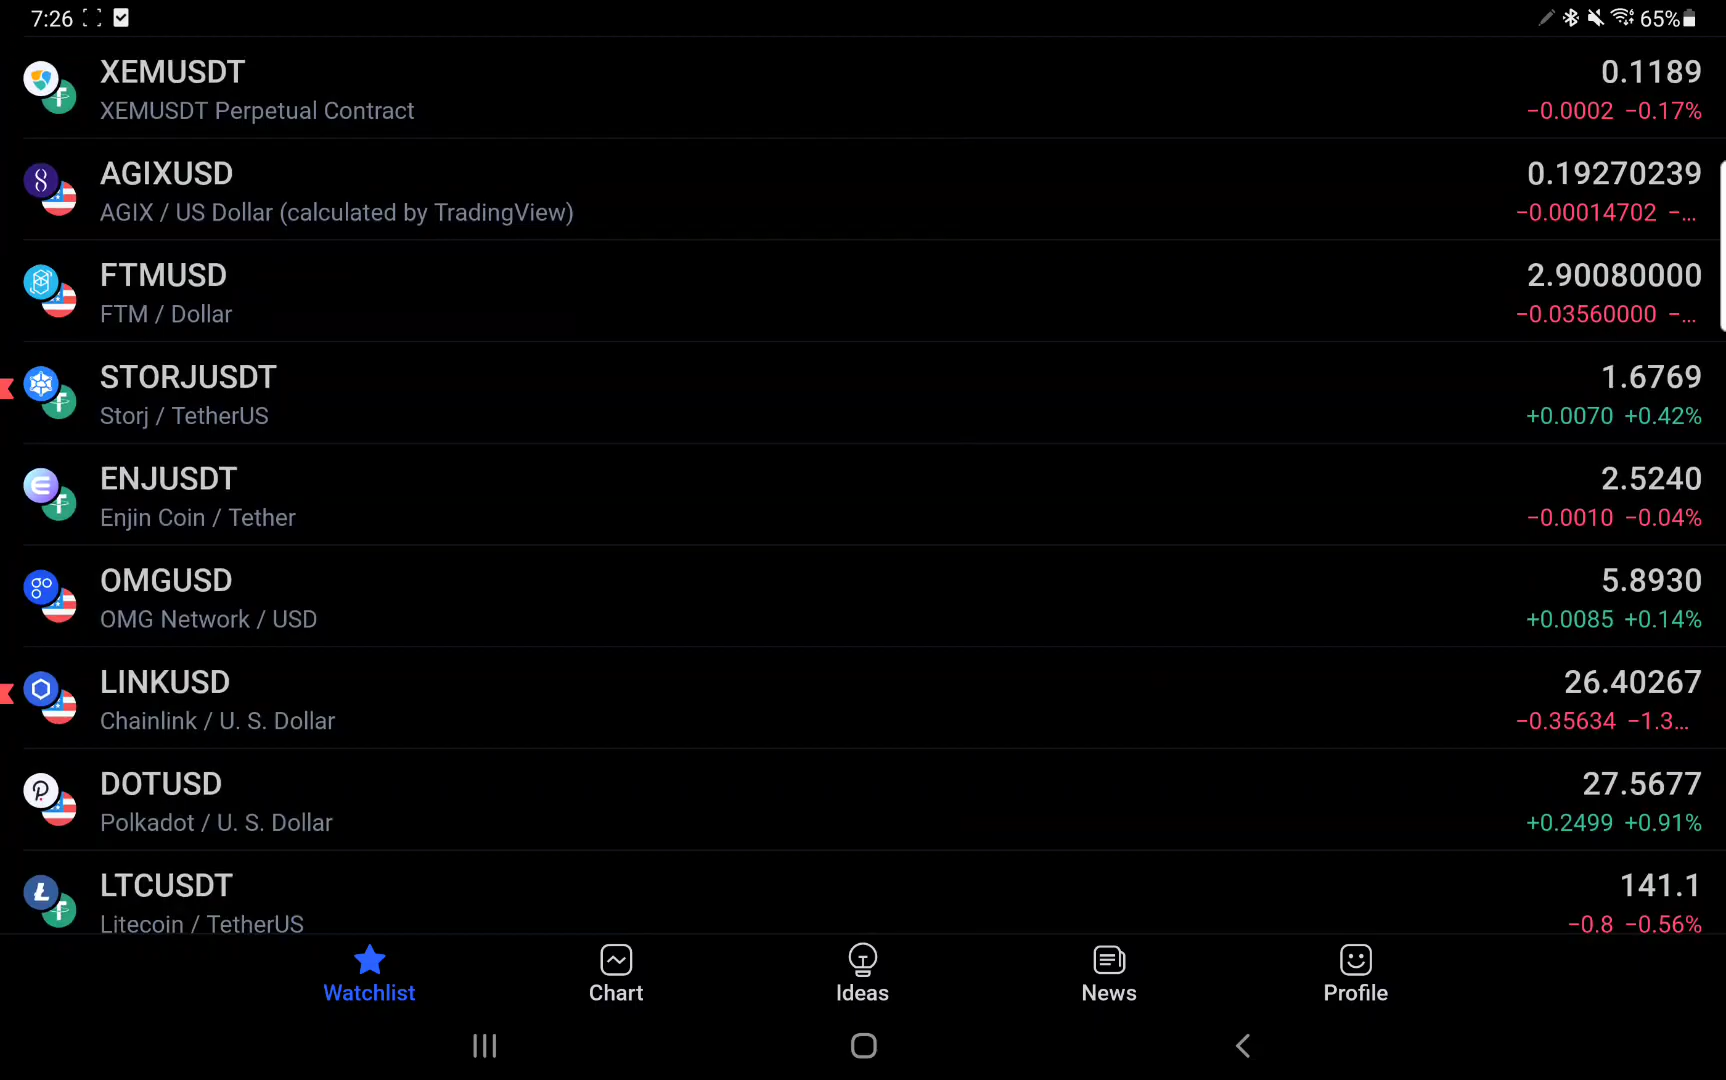 7:26 65%
XEMUSDT 0.1189
XEMUSDT Perpetual Contract −0.0002 −0.17%
AGIXUSD 0.19270239
AGIX / US Dollar (calculated by TradingView) −0.00014702 −...
FTMUSD 2.90080000
FTM / Dollar −0.03560000 −...
STORJUSDT 1.6769
Storj / TetherUS +0.0070 +0.42%
ENJUSDT 2.5240
Enjin Coin / Tether −0.0010 −0.04%
OMGUSD 5.8930
OMG Network / USD +0.0085 +0.14%
LINKUSD 26.40267
Chainlink / U. S. Dollar −0.35634 −1.3...
DOTUSD 27.5677
Polkadot / U. S. Dollar +0.2499 +0.91%
LTCUSDT 141.1
Litecoin / TetherUS −0.8 −0.56%
Watchlist Chart Ideas News Profile